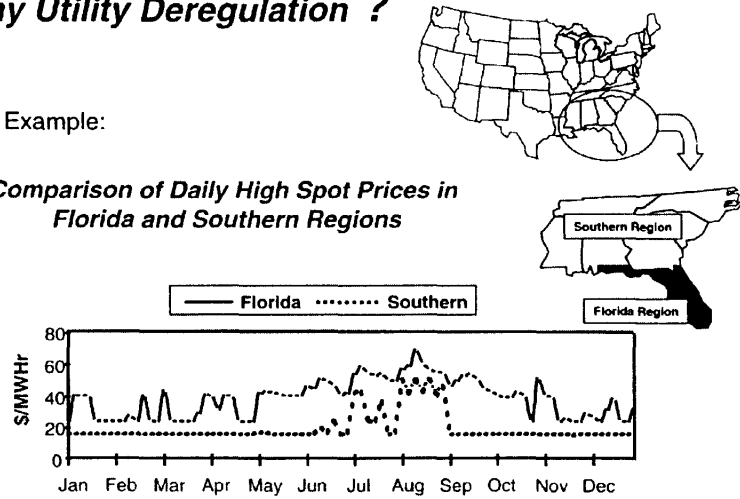 Utility Deregulation ?
Example:
Comparison of Daily High Spot Prices in
Florida and Southern Regions
Southern Region
Florida Region
Florida Southern
$/MWHr
80
60
40
20
0
Jan Feb Mar Apr May Jun Jul Aug Sep Oct Nov Dec